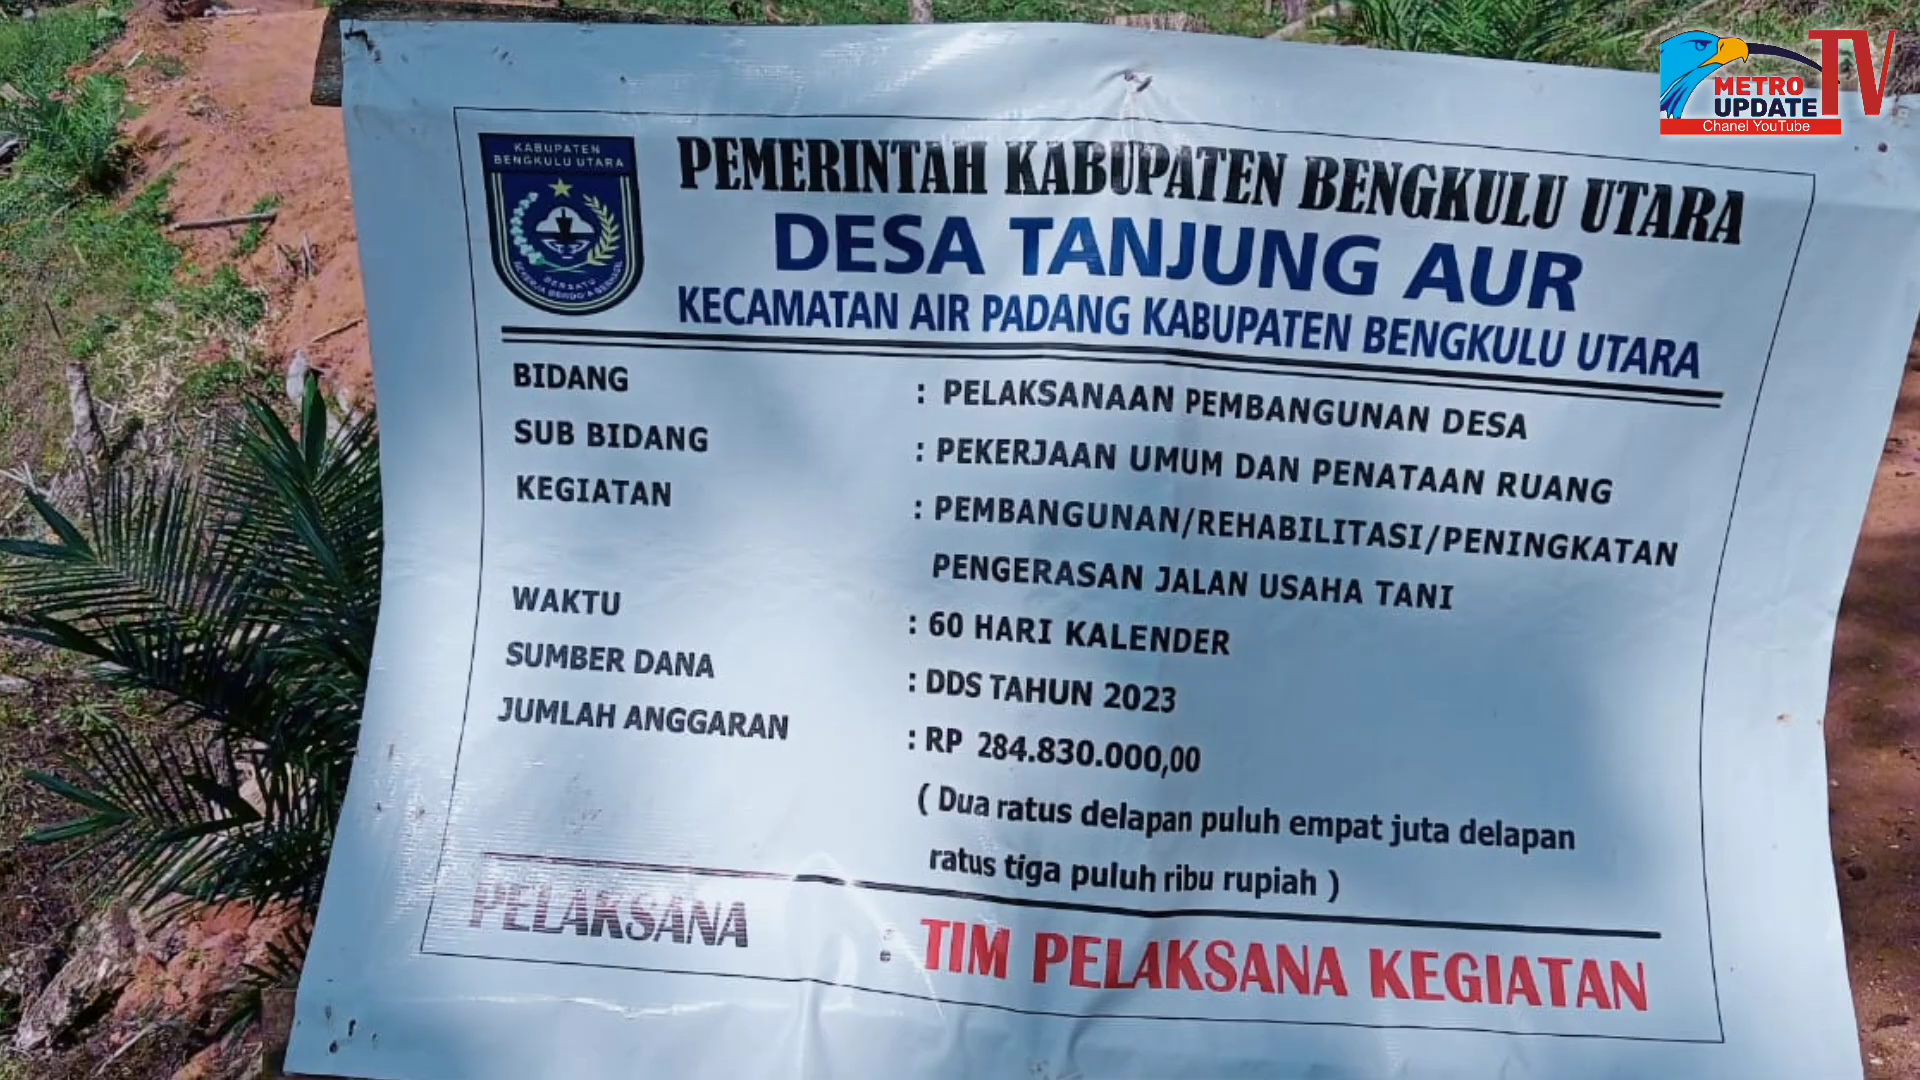 METRO
UPDATE
TV
Chanel YouTube
KABUPATEN
BENGKULU UTARA
PEMERINTAH KABUPATEN BENGKULU UTARA
DESA TANJUNG AUR
KECAMATAN AIR PADANG KABUPATEN BENGKULU UTARA
BIDANG : PELAKSANAAN PEMBANGUNAN DESA
SUB BIDANG : PEKERJAAN UMUM DAN PENATAAN RUANG
KEGIATAN : PEMBANGUNAN/REHABILITASI/PENINGKATAN
PENGERASAN JALAN USAHA TANI
WAKTU : 60 HARI KALENDER
SUMBER DANA : DDS TAHUN 2023
JUMLAH ANGGARAN : RP 284.830.000,00
( Dua ratus delapan puluh empat juta delapan
ratus tiga puluh ribu rupiah )
PELAKSANA : TIM PELAKSANA KEGIATAN